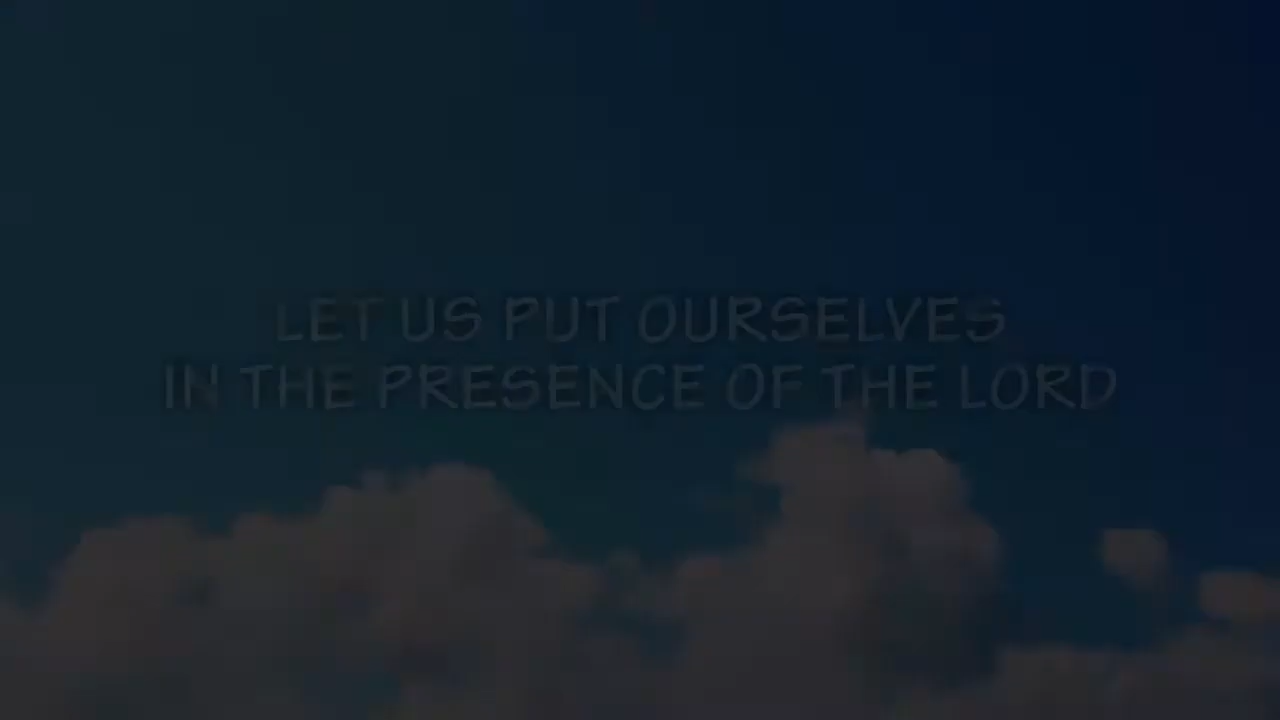 LET US PUT OURSELVES
IN THE PRESENCE OF THE LORD